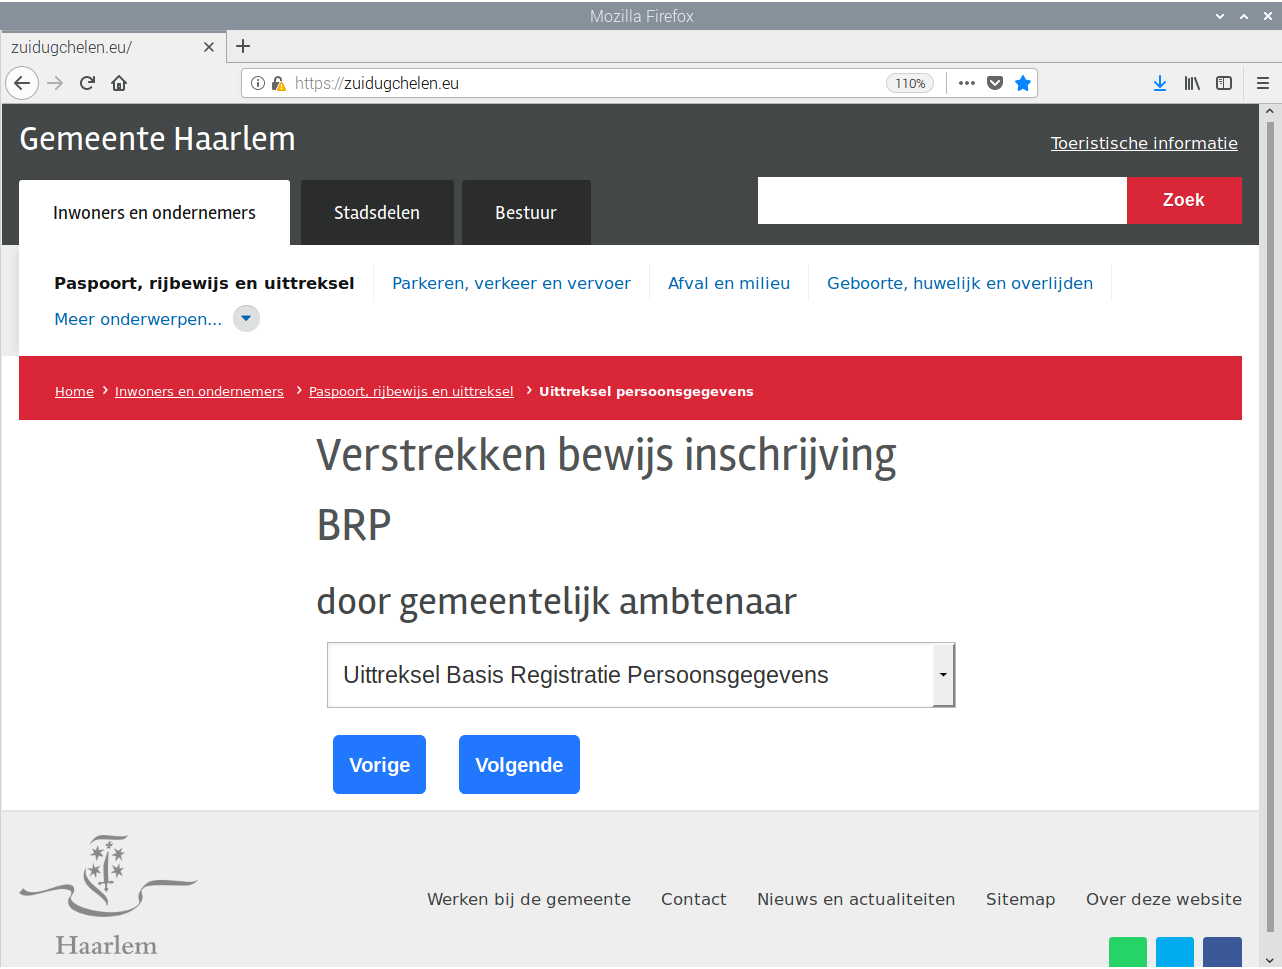 Mozilla Firefox
zuidugchelen.eu/
https://zuidugchelen.eu
110%
Gemeente Haarlem
Toeristische informatie
Inwoners en ondernemers
Stadsdelen
Bestuur
Zoek
Paspoort, rijbewijs en uittreksel
Parkeren, verkeer en vervoer
Afval en milieu
Geboorte, huwelijk en overlijden
Meer onderwerpen...
Home › Inwoners en ondernemers › Paspoort, rijbewijs en uittreksel › Uittreksel persoonsgegevens
Verstrekken bewijs inschrijving
BRP
door gemeentelijk ambtenaar
Uittreksel Basis Registratie Persoonsgegevens
Vorige
Volgende
Werken bij de gemeente
Contact
Nieuws en actualiteiten
Sitemap
Over deze website
Haarlem